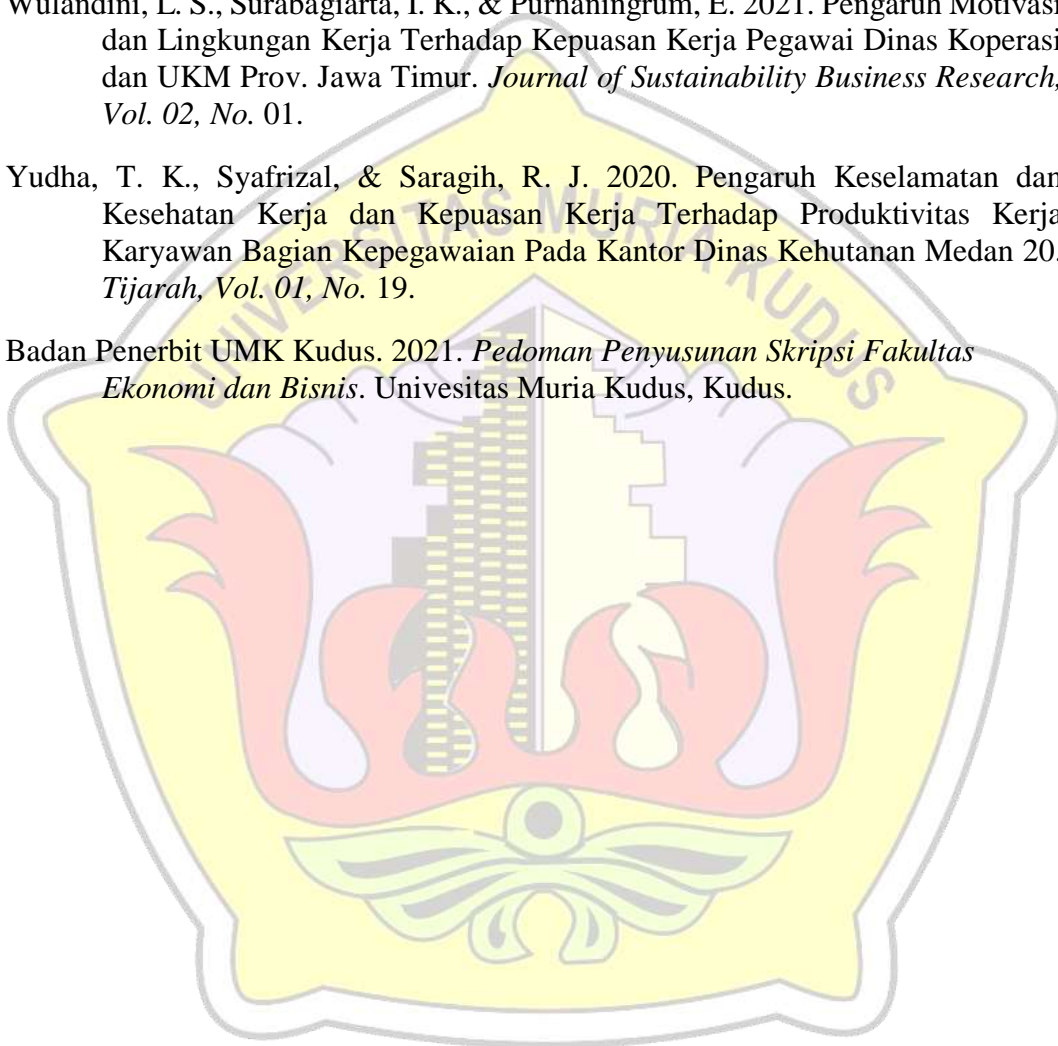 Wulandini, L. S., Surabagiarta, I. K., & Purnaningrum, E. 2021. Pengaruh Motivasi
dan Lingkungan Kerja Terhadap Kepuasan Kerja Pegawai Dinas Koperasi
dan UKM Prov. Jawa Timur. Journal of Sustainability Business Research,
Vol. 02, No. 01.
Yudha, T. K., Syafrizal, & Saragih, R. J. 2020. Pengaruh Keselamatan dan
Kesehatan Kerja dan Kepuasan Kerja Terhadap Produktivitas Kerja
Karyawan Bagian Kepegawaian Pada Kantor Dinas Kehutanan Medan 20.
Tijarah, Vol. 01, No. 19.
Badan Penerbit UMK Kudus. 2021. Pedoman Penyusunan Skripsi Fakultas
Ekonomi dan Bisnis. Univesitas Muria Kudus, Kudus.
UNIVERSITAS MURIA KUDUS